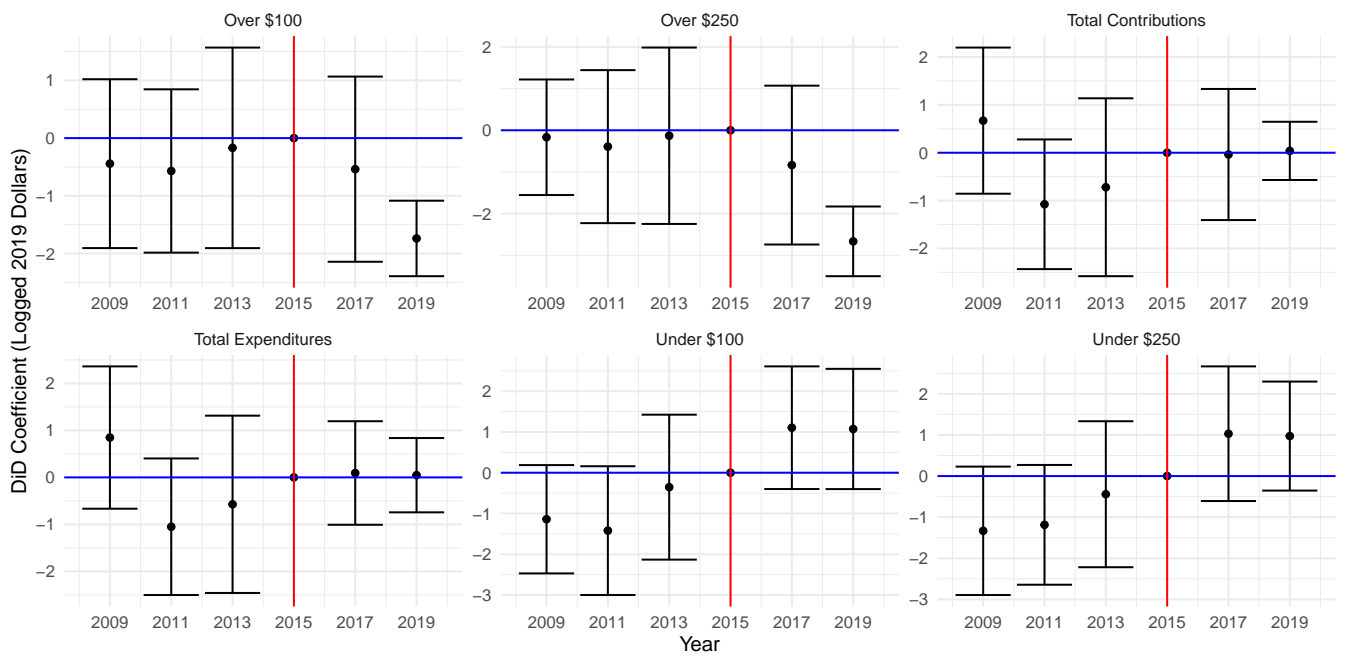 Over $100
Over $250
Total Contributions
1
0
−1
−2
2
0
−2
2
1
0
−1
−2
2009 2011 2013 2015 2017 2019
2009 2011 2013 2015 2017 2019
2009 2011 2013 2015 2017 2019
DiD Coefficient (Logged 2019 Dollars)
Total Expenditures
Under $100
Under $250
2
1
0
−1
−2
2
1
0
−1
−2
−3
2
1
0
−1
−2
−3
2009 2011 2013 2015 2017 2019
2009 2011 2013 2015 2017 2019
2009 2011 2013 2015 2017 2019
Year